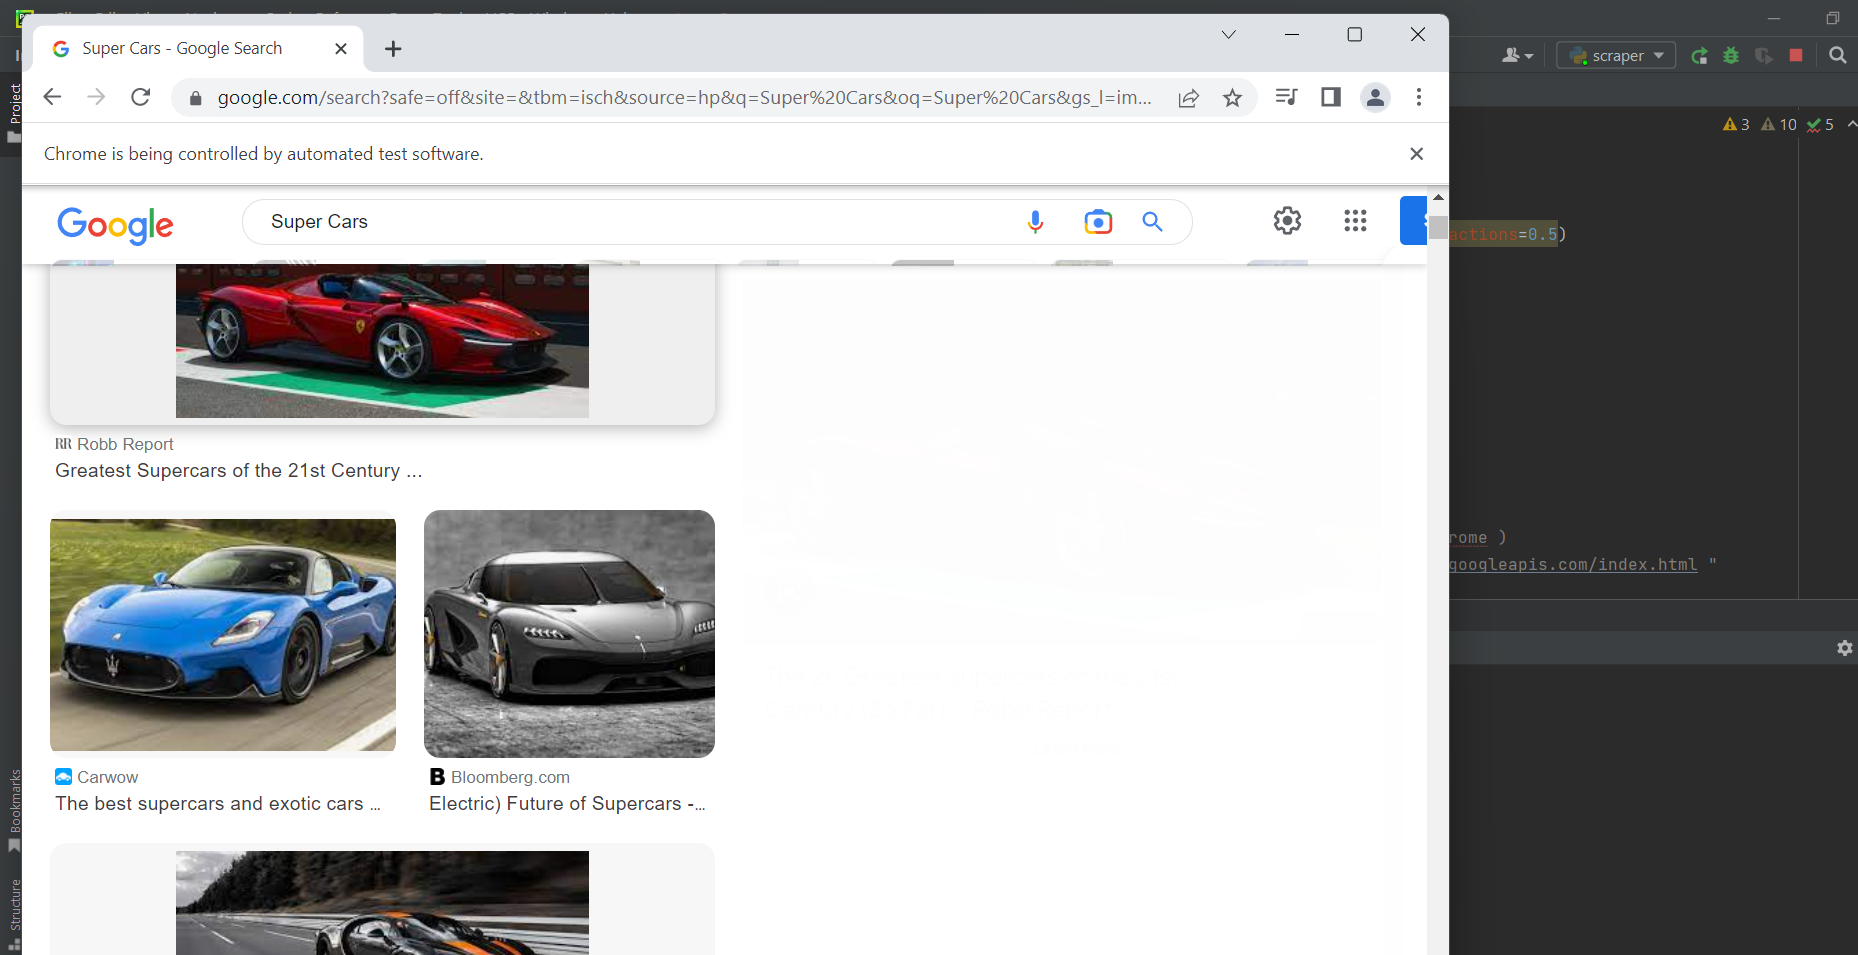 Super Cars - Google Search
scraper
google.com/search?safe=off&site=&tbm=isch&source=hp&q=Super%20Cars&oq=Super%20Cars&gs_l=im...
Project
3 10 5
Chrome is being controlled by automated test software.
Google
Super Cars
actions=0.5)
RR Robb Report
Greatest Supercars of the 21st Century ...
rome )
googleapis.com/index.html "
Carwow
The best supercars and exotic cars ...
B Bloomberg.com
Electric) Future of Supercars -...
Bookmarks
Structure